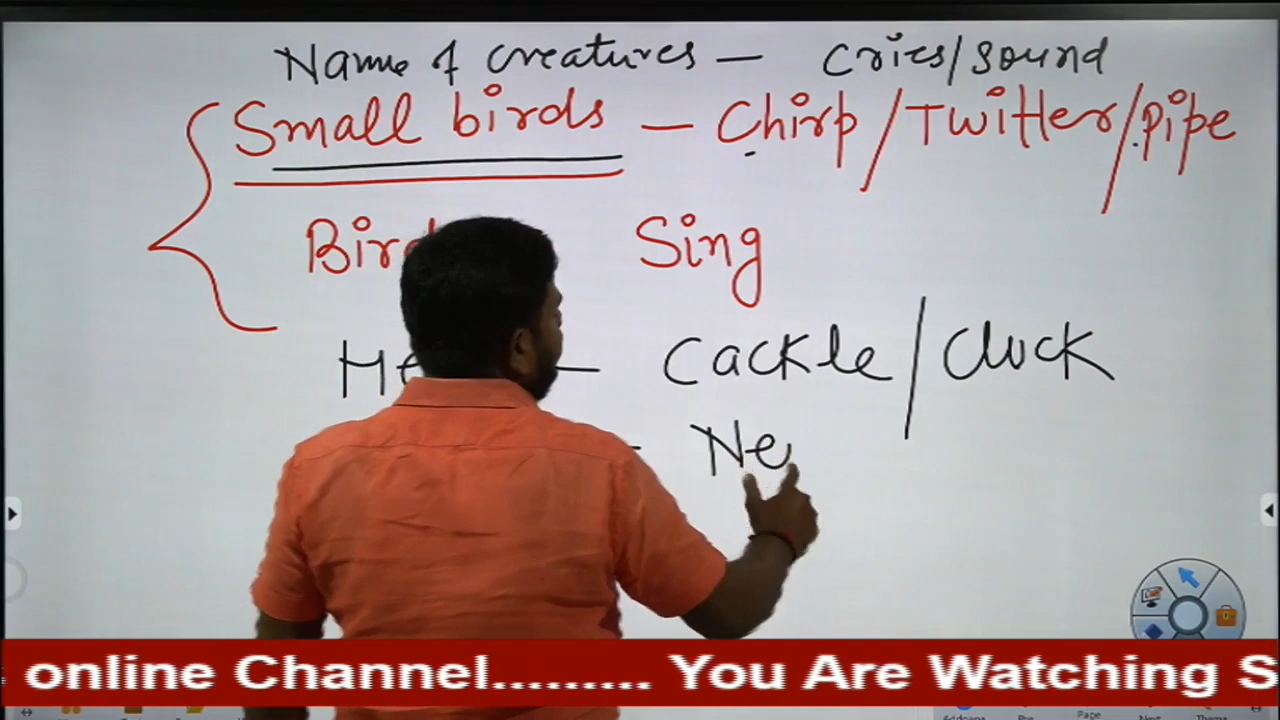 Name of creatures — Cries/sound
Small birds — Chirp/Twitter/Pipe
Sing
Cackle/Cluck
Ne
online Channel......... You Are Watching S